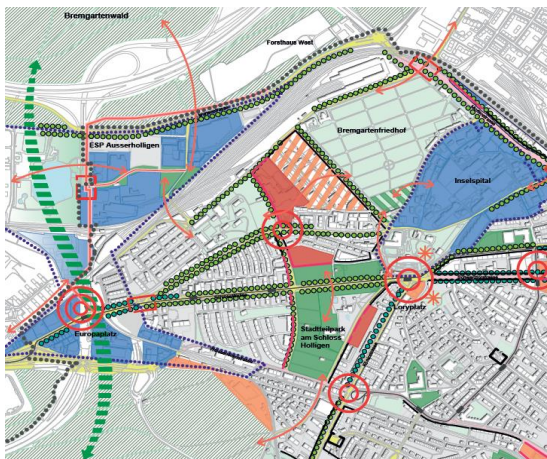 Bremgartenwald
Forsthaus West
ESP Ausserholligen
Bremgartenfriedhof
Inselspital
Loryplatz
Europaplatz
Stadtteilpark
am Schloss
Holligen